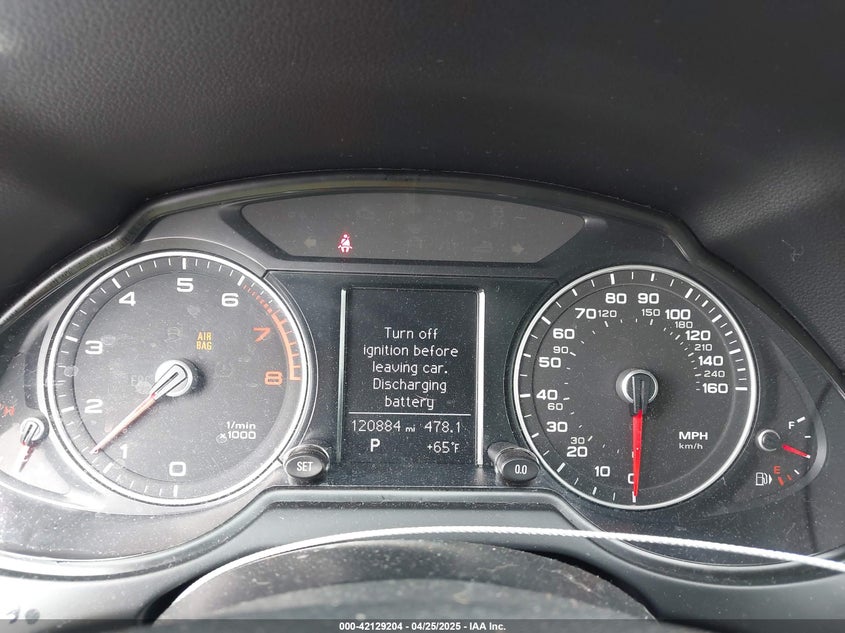 5
4
6
3
7
2
8
1
0
AIR
BAG
1/min
x1000
Turn off
ignition before
leaving car.
Discharging
battery
120884 mi 478.1
P +65°F
SET
0.0
80 90
70 120 150 100
60 180 120
90 210
50 140
240
40 160
60
30
30
20
10
0
MPH
km/h
F
E
000-42129204 - 04/25/2025 - IAA Inc.